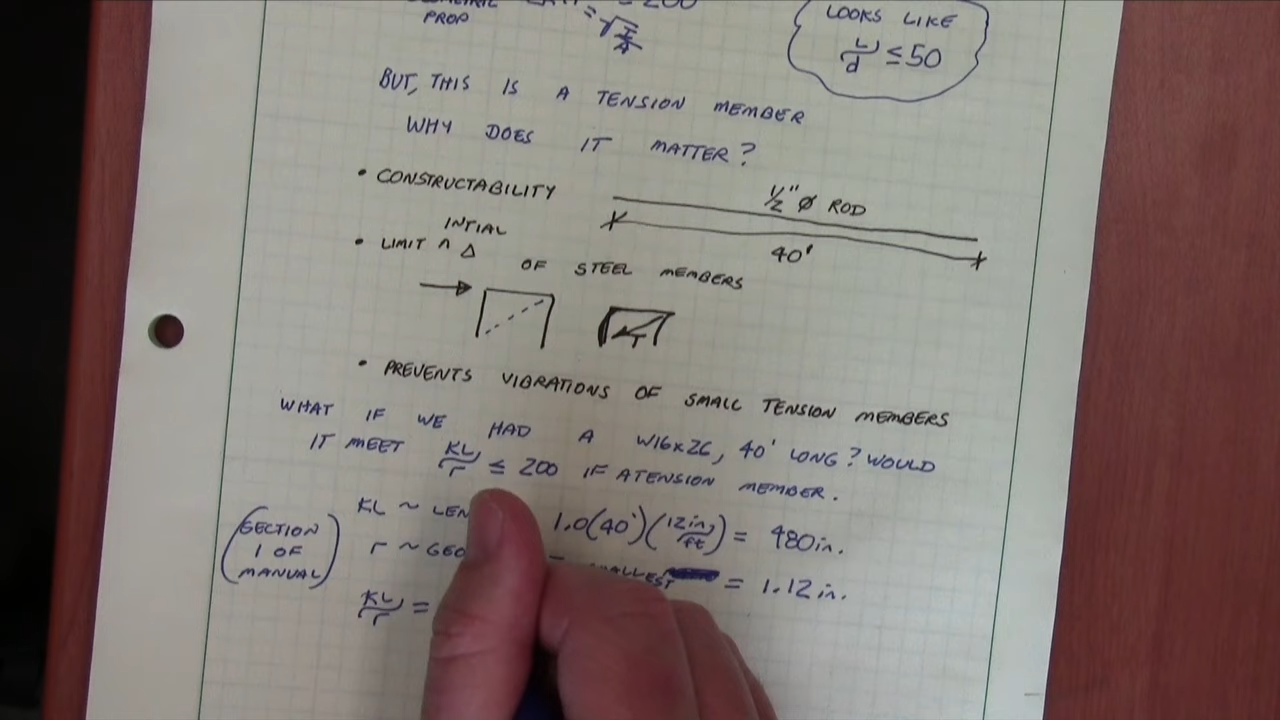 ≤ 200
PROP
= √I/A
LOOKS LIKE
L/d ≤ 50
BUT, THIS IS A TENSION MEMBER
WHY DOES IT MATTER?
• CONSTRUCTABILITY
1/2" Ø ROD
40'
INTIAL
• LIMIT ^ Δ OF STEEL MEMBERS
T
• PREVENTS VIBRATIONS OF SMALL TENSION MEMBERS
WHAT IF WE HAD A W16x26, 40' LONG? WOULD
IT MEET KL/r ≤ 200 IF A TENSION MEMBER.
KL ~ LEN 1.0(40')(12in/ft) = 480in.
(SECTION 1 OF MANUAL)
r ~ GEO = 1.12in.
KL/r =